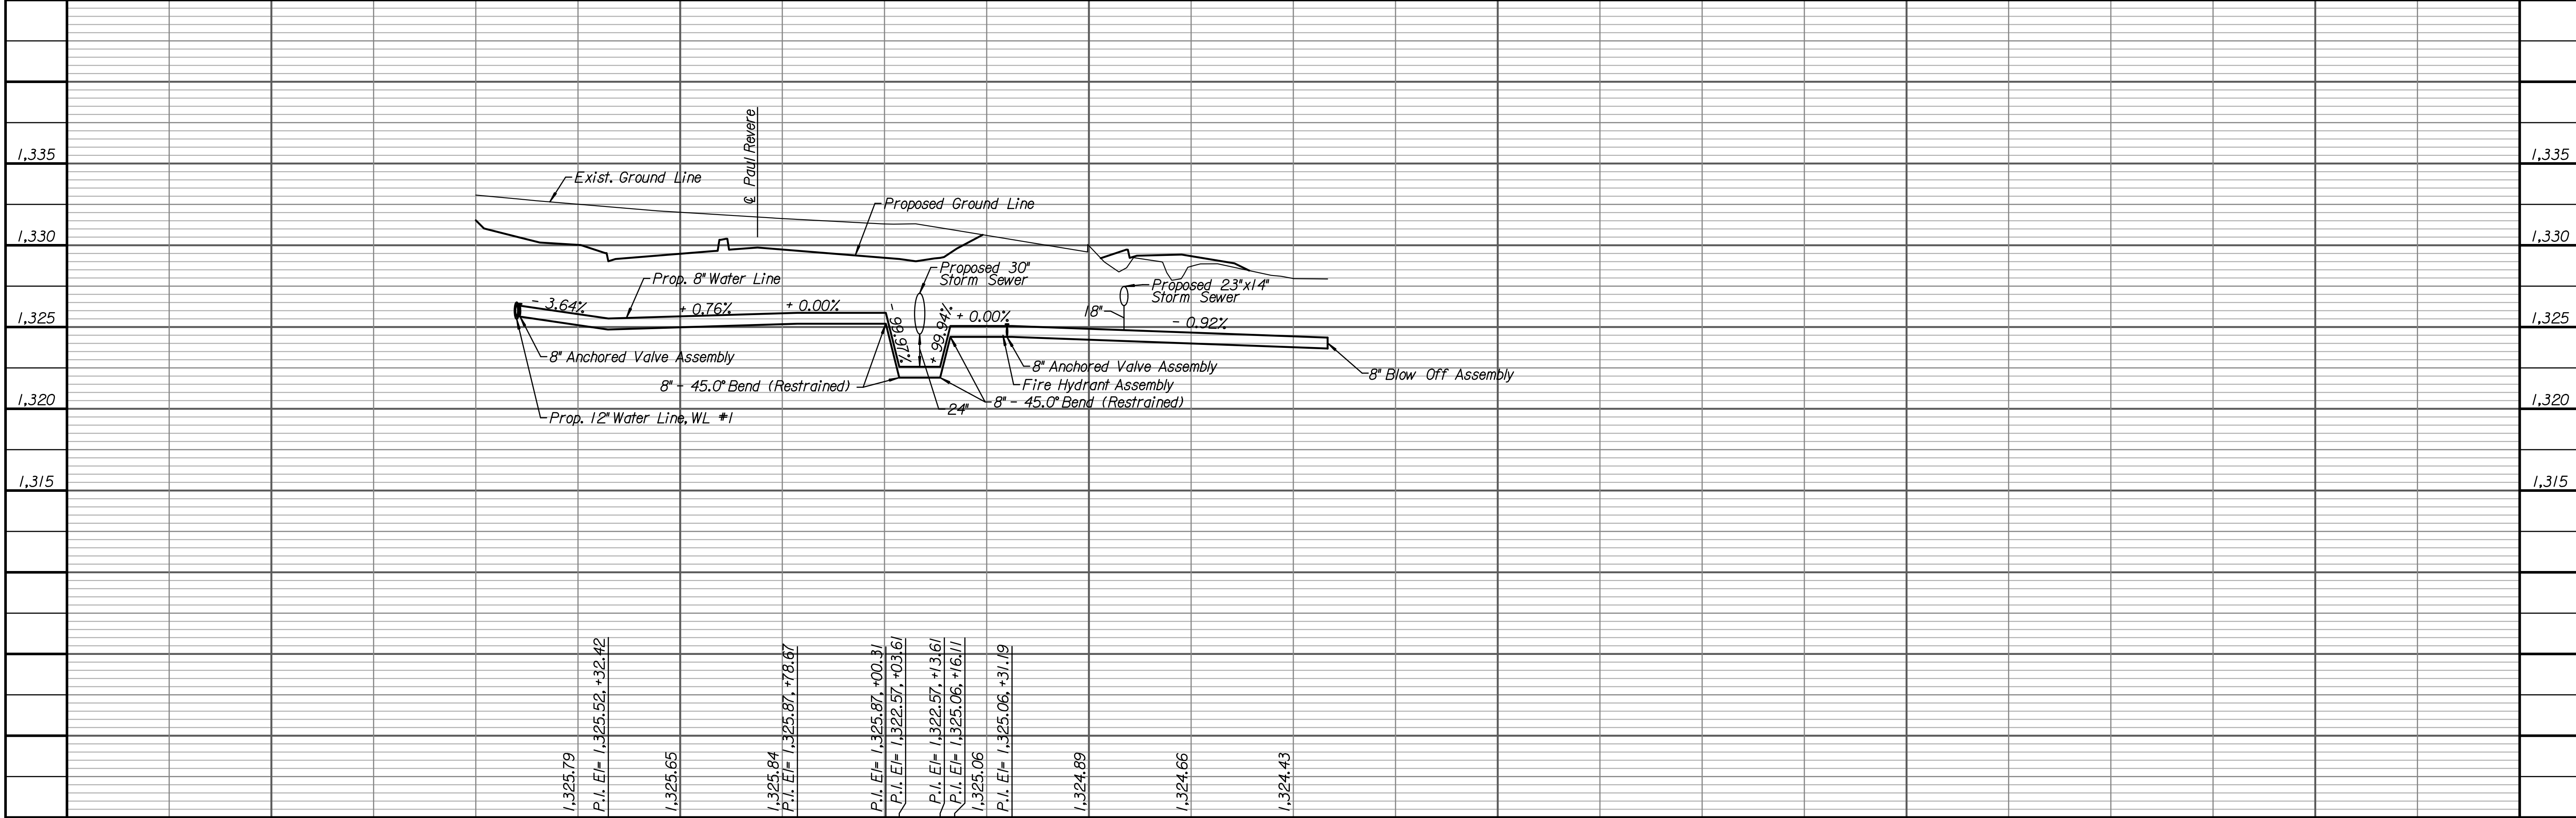 1,335
1,335
1,330
1,330
1,325
1,325
1,320
1,320
1,315
1,315
℄ Paul Revere
Exist. Ground Line
Proposed Ground Line
Prop. 8" Water Line
Proposed 30"
Storm Sewer
Proposed 23"x14"
Storm Sewer
18"
- 3.64%
+ 0.76%
+ 0.00%
- 99.97%
+ 99.94%
+ 0.00%
- 0.92%
8" Anchored Valve Assembly
8" - 45.0° Bend (Restrained)
Prop. 12" Water Line, WL #1
24"
8" Anchored Valve Assembly
Fire Hydrant Assembly
8" - 45.0° Bend (Restrained)
8" Blow Off Assembly
1,325.79
P.I. El= 1,325.52, +32.42
1,325.65
1,325.84
P.I. El= 1,325.87, +78.67
P.I. El= 1,325.87, +00.31
P.I. El= 1,322.57, +03.61
P.I. El= 1,322.57, +13.61
P.I. El= 1,325.06, +16.11
1,325.06
P.I. El= 1,325.06, +31.19
1,324.89
1,324.66
1,324.43